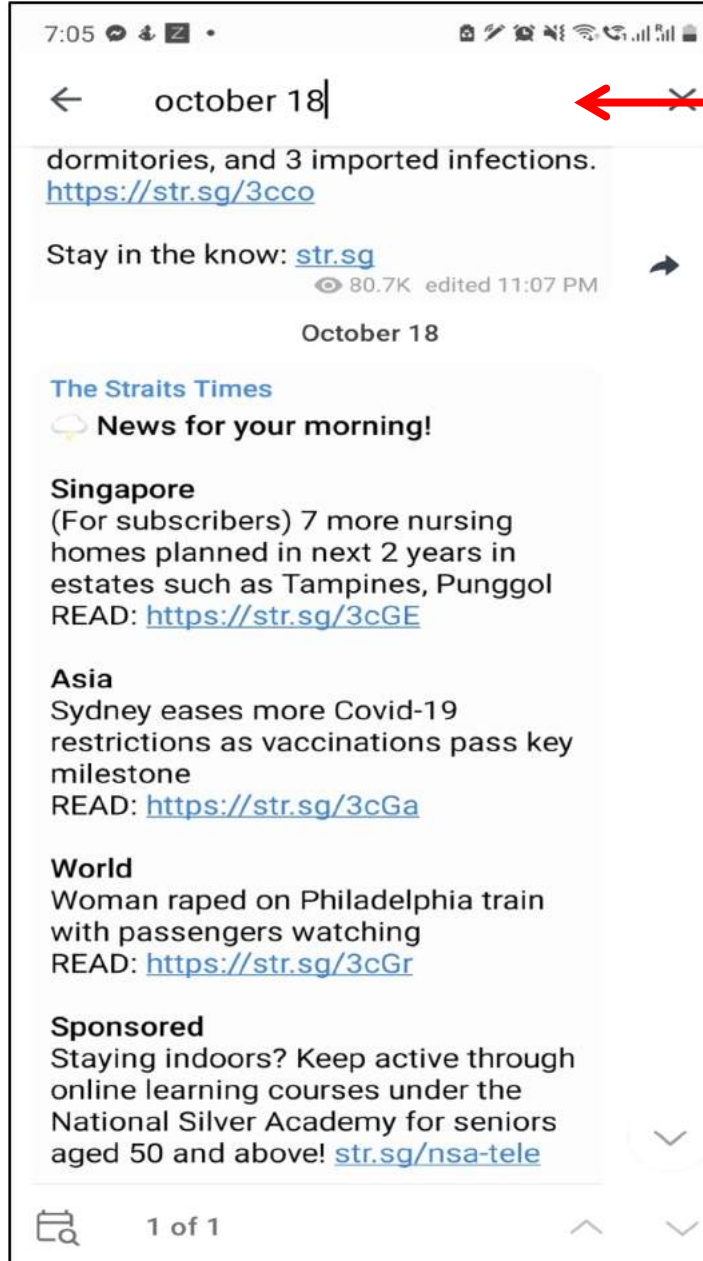 7:05
october 18
dormitories, and 3 imported infections.
https://str.sg/3cco
Stay in the know: str.sg
80.7K edited 11:07 PM
October 18
The Straits Times
News for your morning!
Singapore
(For subscribers) 7 more nursing
homes planned in next 2 years in
estates such as Tampines, Punggol
READ: https://str.sg/3cGE
Asia
Sydney eases more Covid-19
restrictions as vaccinations pass key
milestone
READ: https://str.sg/3cGa
World
Woman raped on Philadelphia train
with passengers watching
READ: https://str.sg/3cGr
Sponsored
Staying indoors? Keep active through
online learning courses under the
National Silver Academy for seniors
aged 50 and above! str.sg/nsa-tele
1 of 1